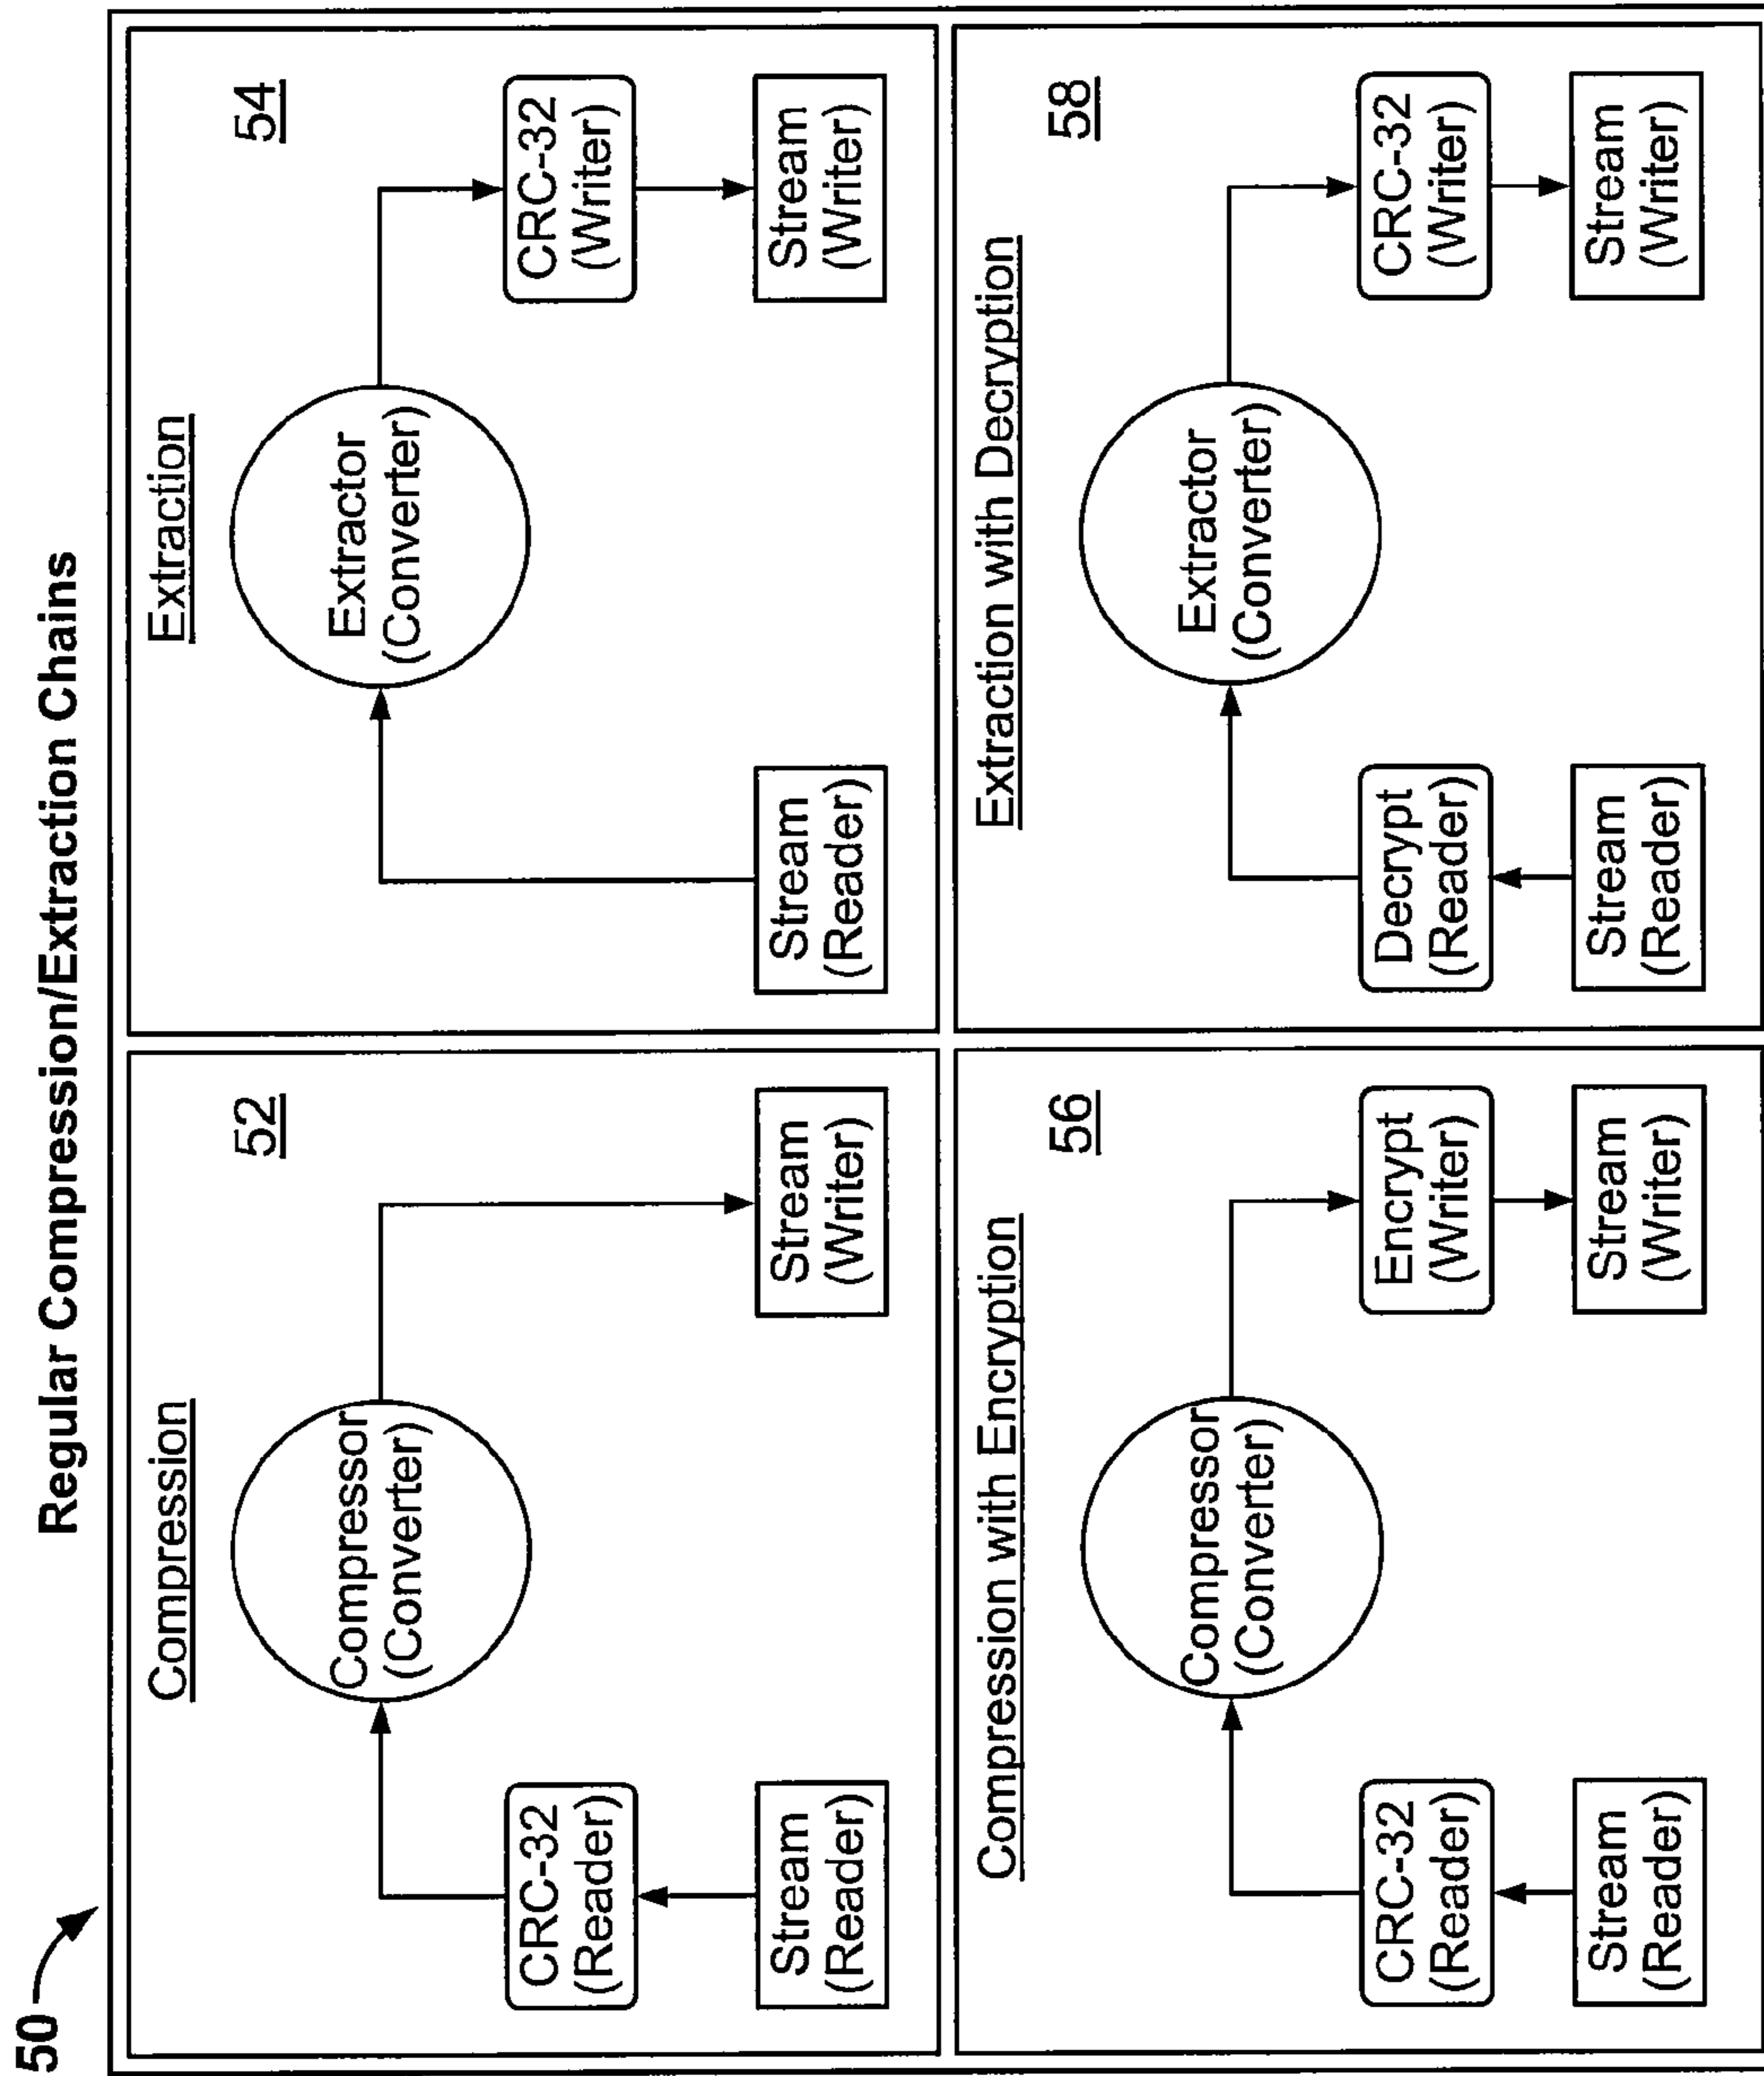 50
Regular Compression/Extraction Chains
Compression
52
Compressor
(Converter)
CRC-32
(Reader)
Stream
(Reader)
Stream
(Writer)
Extraction
54
Extractor
(Converter)
Stream
(Reader)
CRC-32
(Writer)
Stream
(Writer)
Compression with Encryption
56
Compressor
(Converter)
CRC-32
(Reader)
Stream
(Reader)
Encrypt
(Writer)
Stream
(Writer)
Extraction with Decryption
58
Extractor
(Converter)
Decrypt
(Reader)
Stream
(Reader)
CRC-32
(Writer)
Stream
(Writer)